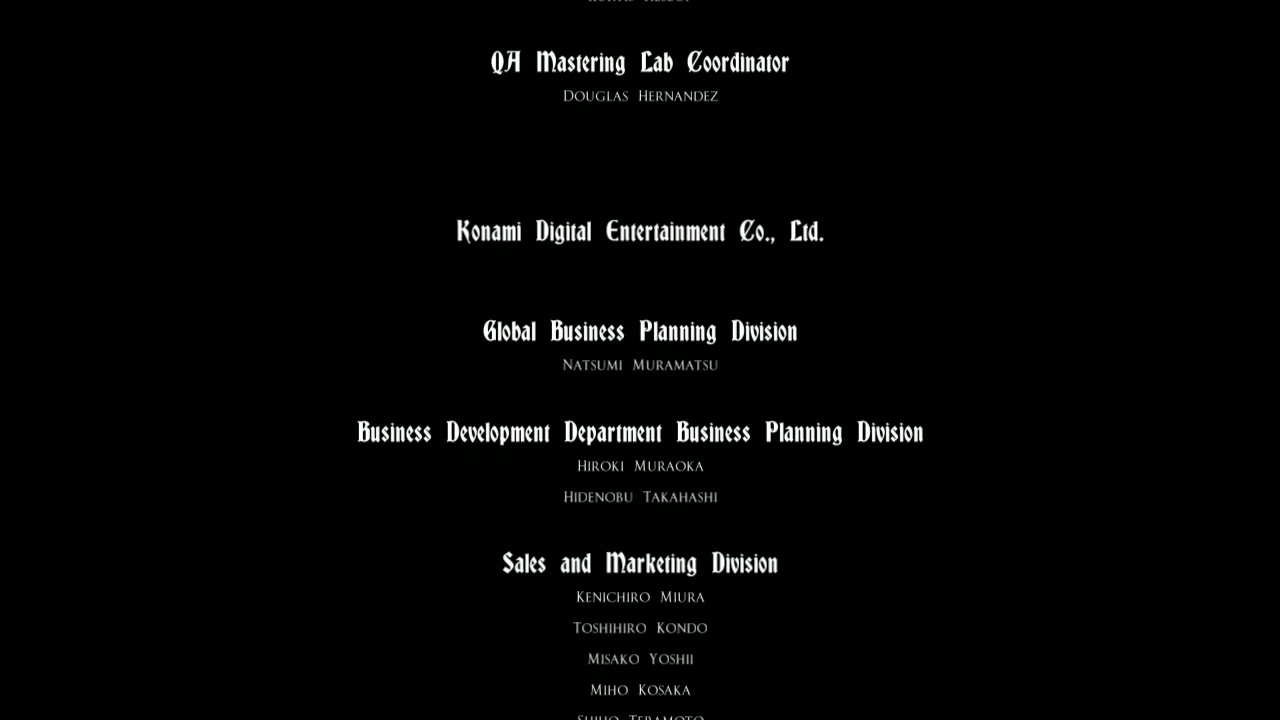 QA Mastering Lab Coordinator
Douglas Hernandez
Konami Digital Entertainment Co., Ltd.
Global Business Planning Division
Natsumi Muramatsu
Business Development Department Business Planning Division
Hiroki Muraoka
Hidenobu Takahashi
Sales and Marketing Division
Kenichiro Miura
Toshihiro Kondo
Misako Yoshii
Miho Kosaka